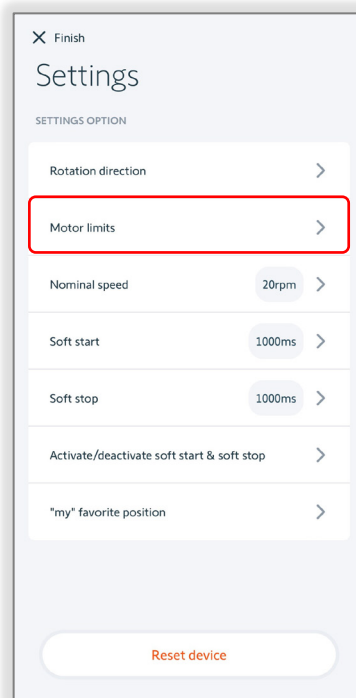 Finish
Settings
SETTINGS OPTION
Rotation direction
Motor limits
Nominal speed 20rpm
Soft start 1000ms
Soft stop 1000ms
Activate/deactivate soft start & soft stop
"my" favorite position
Reset device